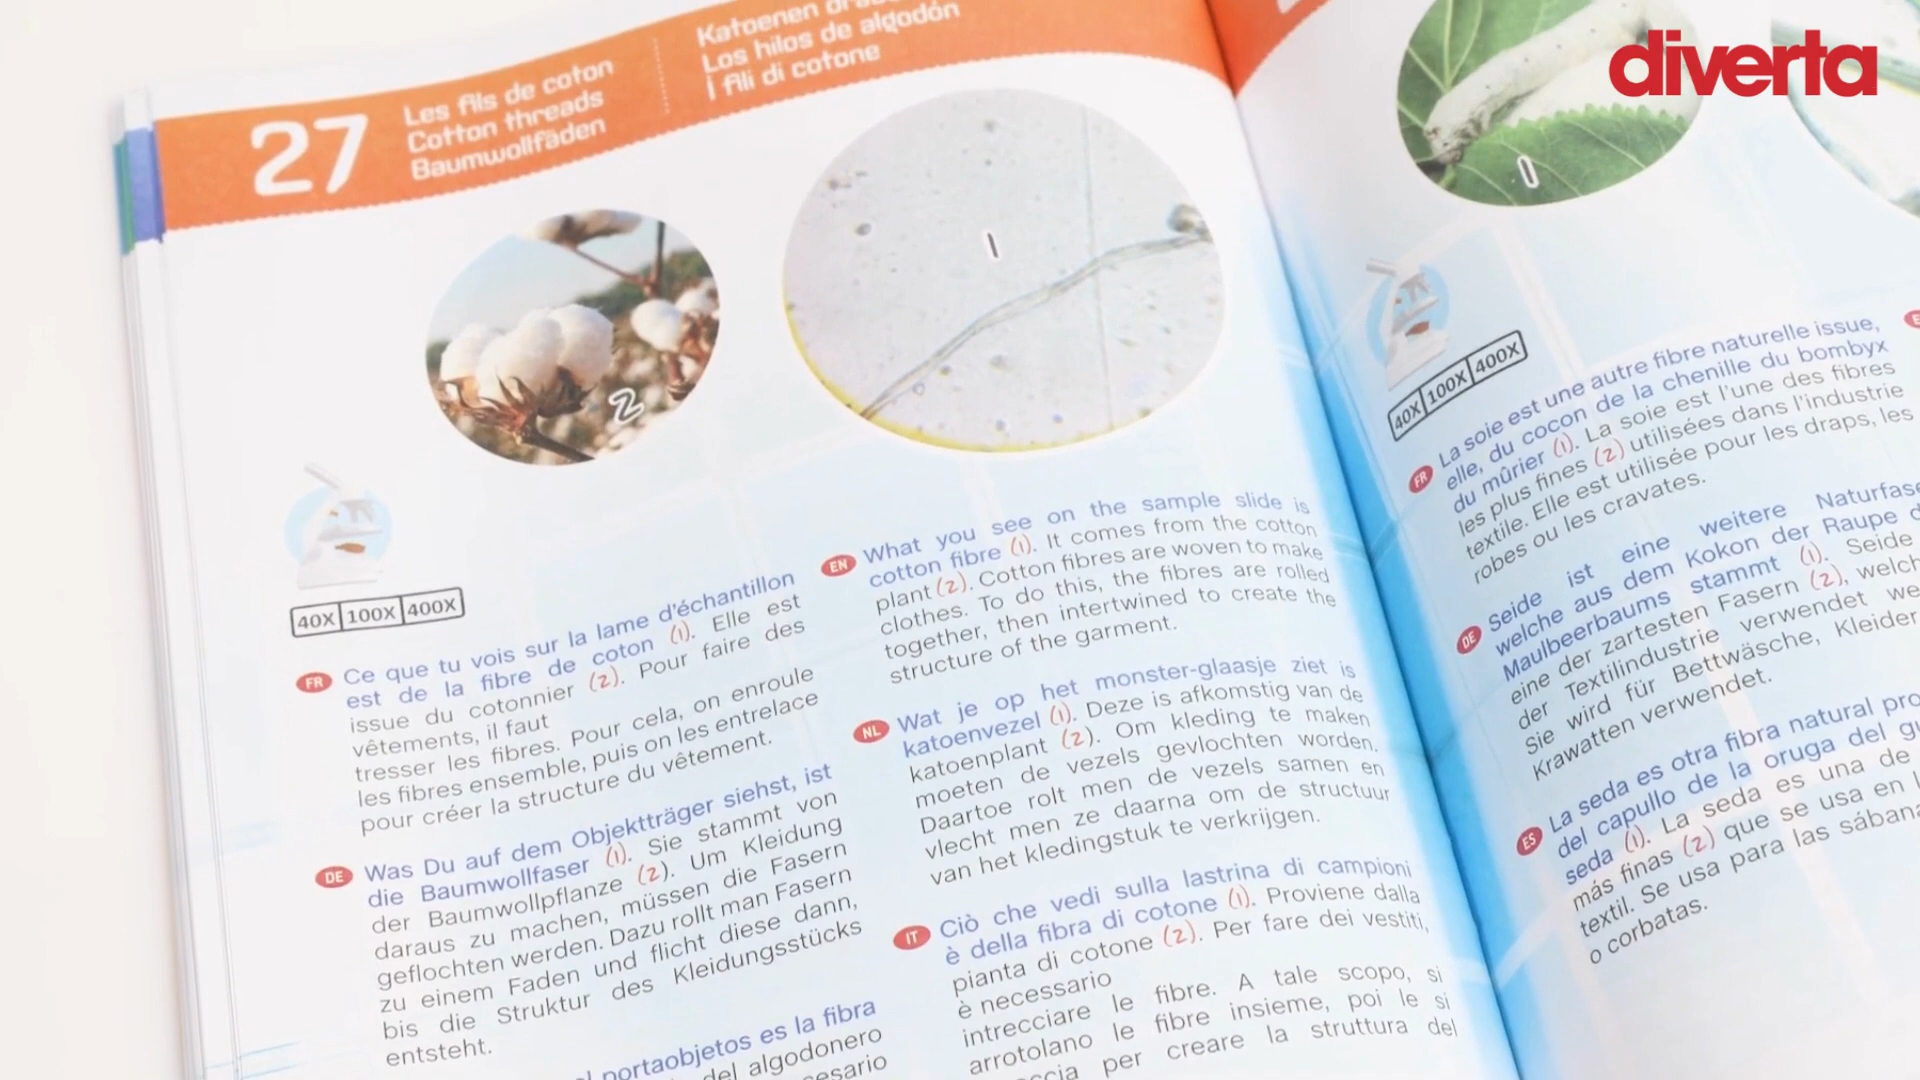 diverta
27
Les fils de coton
Cotton threads
Baumwollfäden
Katoenen
Los hilos de algodón
I fili di cotone
1
2
40X 100X 400X
FR Ce que tu vois sur la lame d'échantillon
est de la fibre de coton (1). Elle est
issue du cotonnier (2). Pour faire des
vêtements, il faut
tresser les fibres. Pour cela, on enroule
les fibres ensemble, puis on les entrelace
pour créer la structure du vêtement.
DE Was Du auf dem Objektträger siehst, ist
die Baumwollfaser (1). Sie stammt von
der Baumwollpflanze (2). Um Kleidung
daraus zu machen, müssen die Fasern
geflochten werden. Dazu rollt man Fasern
zu einem Faden und flicht diese dann,
bis die Struktur des Kleidungsstücks
entsteht.
portaobjetos es la fibra
del algodonero
EN What you see on the sample slide is
cotton fibre (1). It comes from the cotton
plant (2). Cotton fibres are woven to make
clothes. To do this, the fibres are rolled
together, then intertwined to create the
structure of the garment.
NL Wat je op het monster-glaasje ziet is
katoenvezel (1). Deze is afkomstig van de
katoenplant (2). Om kleding te maken
moeten de vezels gevlochten worden.
Daartoe rolt men de vezels samen en
vlecht men ze daarna om de structuur
van het kledingstuk te verkrijgen.
IT Ciò che vedi sulla lastrina di campioni
è della fibra di cotone (1). Proviene dalla
pianta di cotone (2). Per fare dei vestiti,
è necessario
intrecciare le fibre. A tale scopo, si
arrotolano le fibre insieme, poi le si
per creare la struttura del
1
40X 100X 400X
FR La soie est une autre fibre naturelle issue,
elle, du cocon de la chenille du bombyx
du mûrier (1). La soie est l'une des fibres
les plus fines (2) utilisées dans l'industrie
textile. Elle est utilisée pour les draps, les
robes ou les cravates.
DE Seide ist eine weitere
welche aus dem Kokon der Raupe
Maulbeerbaums stammt (1). Seide
eine der zartesten Fasern (2),
der Textilindustrie verwendet
Sie wird für Bettwäsche, Kleider
Krawatten verwendet.
ES La seda es otra fibra natural
del capullo de la oruga del
seda (1). La seda es una de
más finas (2) que se usa en
textil. Se usa para las
o corbatas.